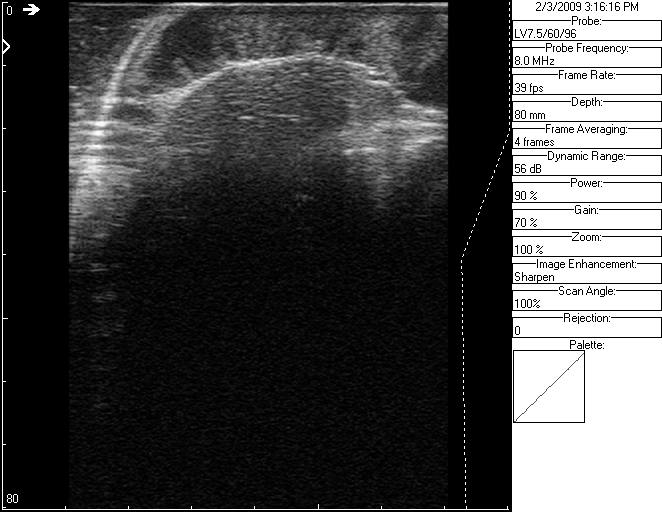 0
2/3/2009 3:16:16 PM
Probe:
LV7.5/60/96
Probe Frequency:
8.0 MHz
Frame Rate:
39 fps
Depth:
80 mm
Frame Averaging:
4 frames
Dynamic Range:
56 dB
Power:
90 %
Gain:
70 %
Zoom:
100 %
Image Enhancement:
Sharpen
Scan Angle:
100%
Rejection:
0
Palette:
80